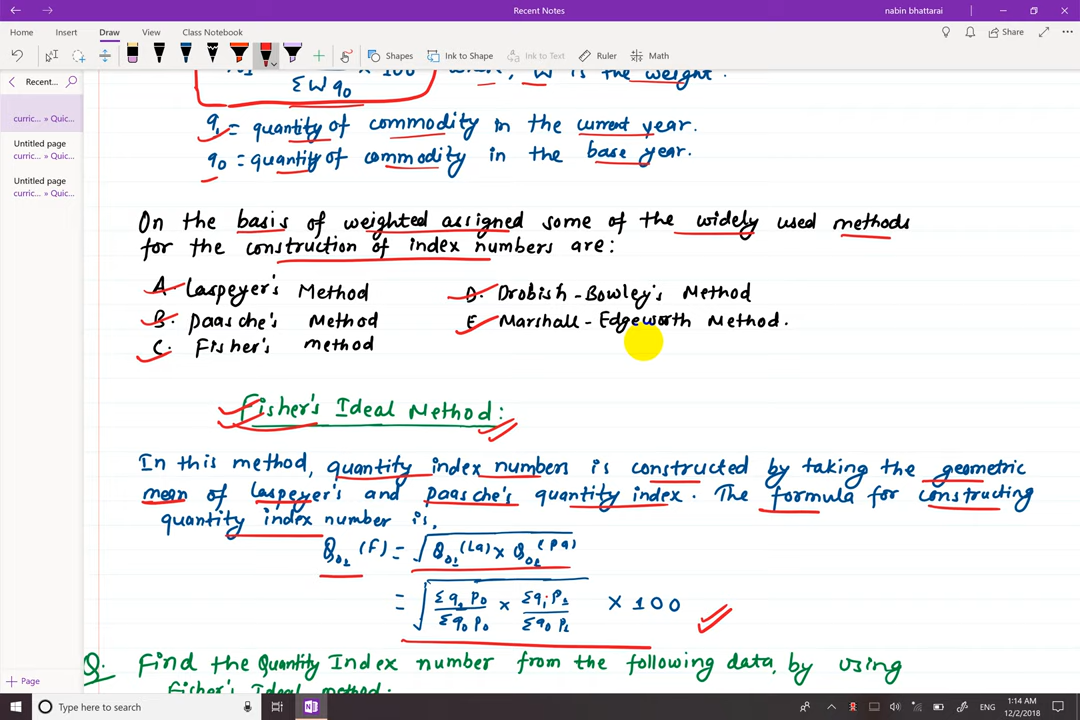 Recent Notes
nabin bhattarai
Home Insert Draw View Class Notebook
Share
Shapes Ink to Shape Ink to Text Ruler Math
Recent...
curric... » Quic...
Untitled page
curric... » Quic...
Untitled page
curric... » Quic...
Page
× 100 where, W is the weight.
ΣW q₀
q₁ = quantity of commodity in the current year.
q₀ = quantity of commodity in the base year.
On the basis of weighted assigned some of the widely used methods
for the construction of index numbers are:
A. Laspeyer's Method D. Drobish-Bowley's Method
B. Paasche's Method E. Marshall-Edgeworth Method.
C. Fisher's method
Fisher's Ideal Method:
In this method, quantity index numbers is constructed by taking the geometric
mean of Laspeyer's and paasche's quantity index. The formula for constructing
quantity index number is,
Q₀₁ (F) = √Q₀₁(La) × Q₀₁(Pa)
= √Σq₁p₀/Σq₀p₀ × Σq₁p₁/Σq₀p₁ × 100
Q. Find the Quantity Index number from the following data, by using
Fisher's Ideal method.
Type here to search
ENG
1:14 AM
12/2/2018